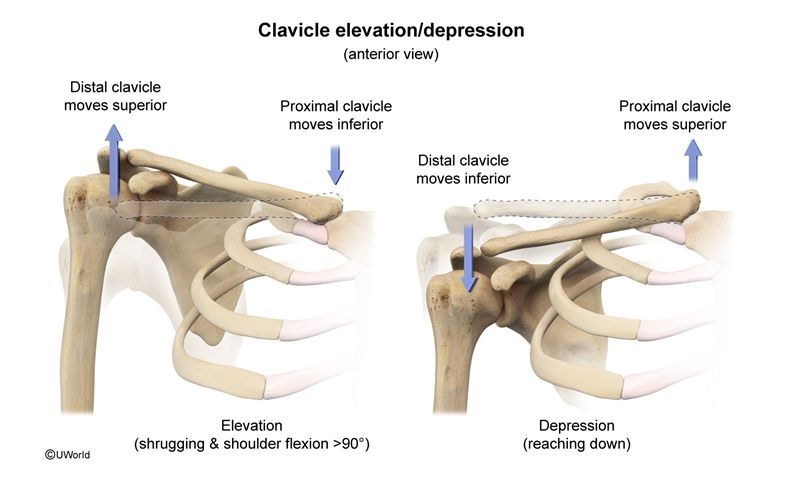 Clavicle elevation/depression
(anterior view)
Distal clavicle
moves superior
Proximal clavicle
moves inferior
Distal clavicle
moves inferior
Proximal clavicle
moves superior
Elevation
(shrugging & shoulder flexion >90°)
Depression
(reaching down)
©UWorld